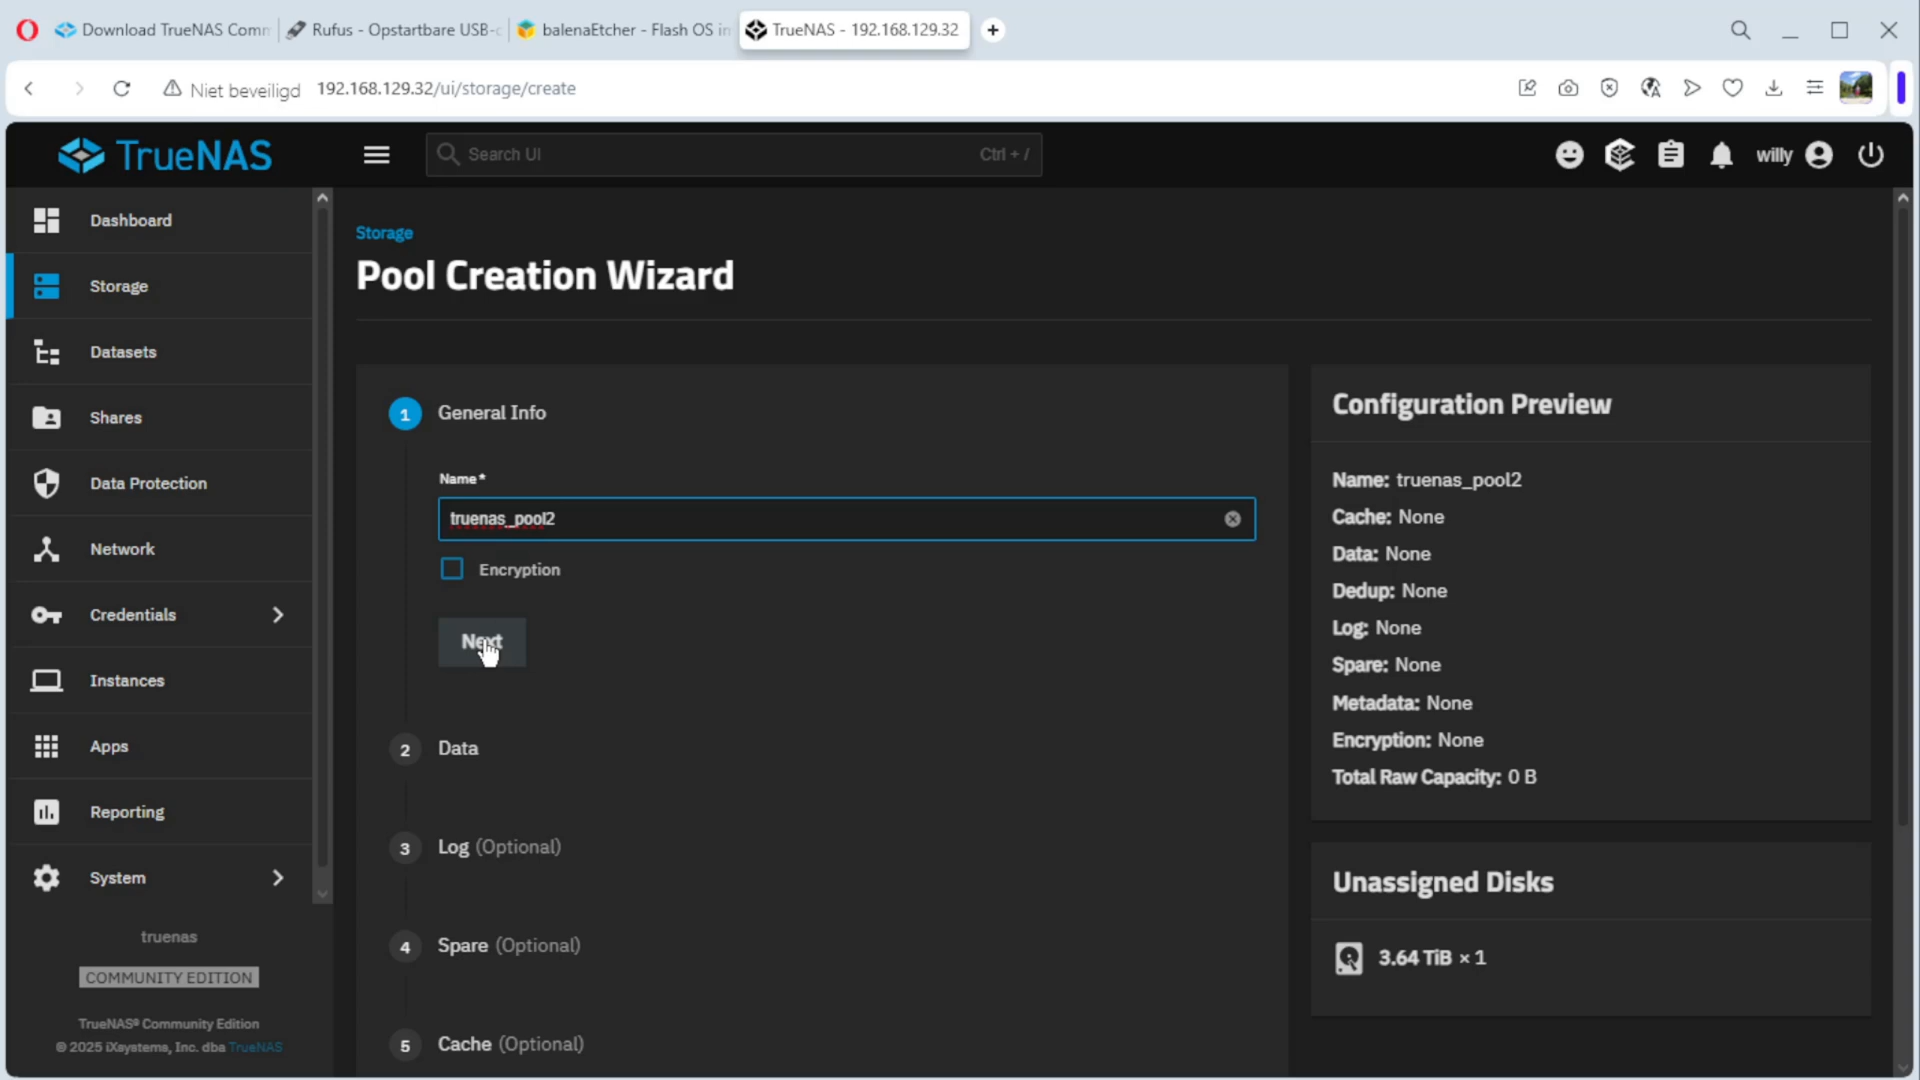 Download TrueNAS Comm
Rufus - Opstartbare USB-c
balenaEtcher - Flash OS in
TrueNAS - 192.168.129.32
Niet beveiligd 192.168.129.32/ui/storage/create
TrueNAS
Search UI
Ctrl + /
willy
Dashboard
Storage
Datasets
Shares
Data Protection
Network
Credentials
Instances
Apps
Reporting
System
truenas
COMMUNITY EDITION
TrueNAS® Community Edition
© 2025 iXsystems, Inc. dba TrueNAS
Storage
Pool Creation Wizard
1 General Info
Name*
truenas_pool2
Encryption
Next
2 Data
3 Log (Optional)
4 Spare (Optional)
5 Cache (Optional)
Configuration Preview
Name: truenas_pool2
Cache: None
Data: None
Dedup: None
Log: None
Spare: None
Metadata: None
Encryption: None
Total Raw Capacity: 0 B
Unassigned Disks
3.64 TiB × 1